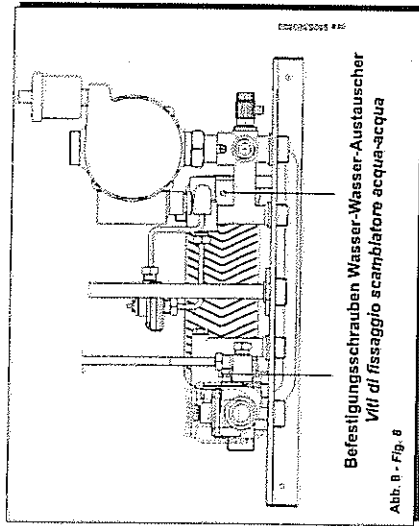 Befestigungsschrauben Wasser-Wasser-Austauscher
Viti di fissaggio scambiatore acqua-acqua
Abb. 8 - Fig. 8